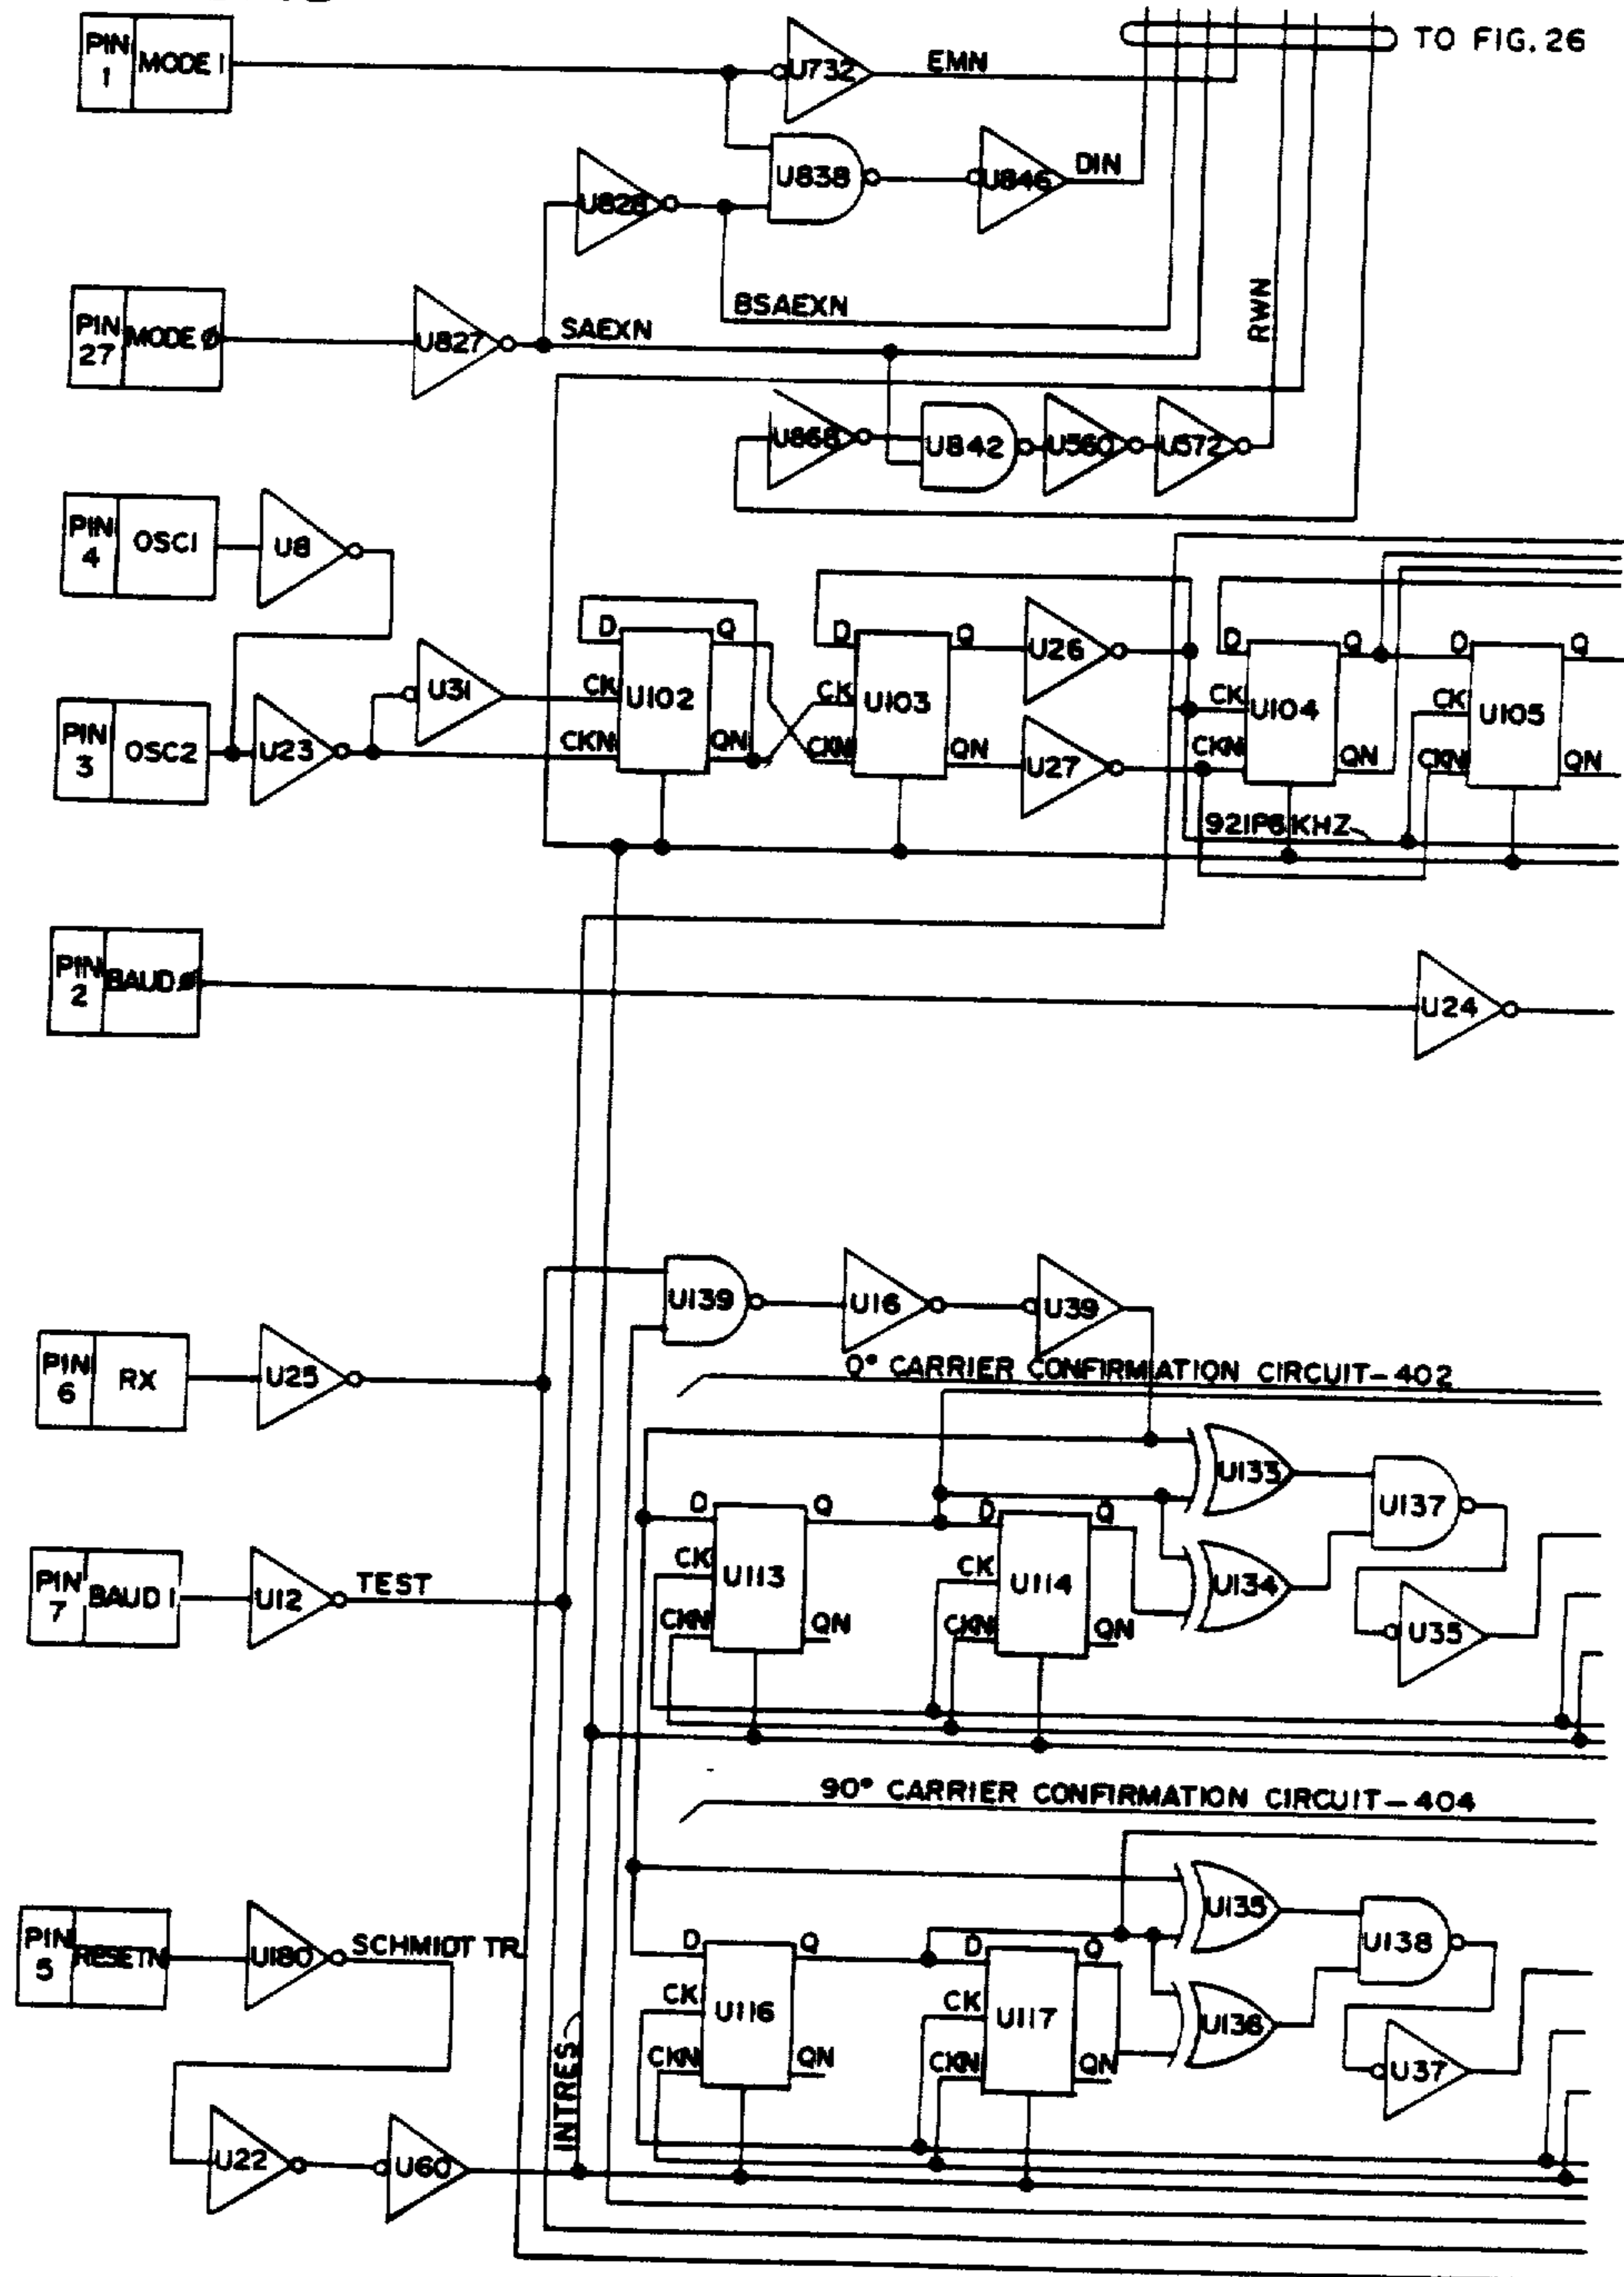 TO FIG. 26
PIN 1 MODE 1
U732
EMN
U838
U846
DIN
U828
BSAEXN
RWN
PIN 27 MODE Ø
U827
SAEXN
U868
U842
U560
U572
PIN 4 OSC1
U8
PIN 3 OSC2
U23
U31
D Q
CK U102
CKN QN
D Q
CK U103
CKN QN
U26
U27
D Q
CK U104
CKN QN
D Q
CK U105
CKN QN
921P6 KHZ
PIN 2 BAUD Ø
U24
U139
U16
U39
PIN 6 RX
U25
0° CARRIER CONFIRMIATION CIRCUIT-402
U133
U137
D Q
CK U113
CKN QN
D Q
CK U114
CKN QN
U134
U35
PIN 7 BAUD 1
U12
TEST
90° CARRIER CONFIRMATION CIRCUIT-404
U135
U138
PIN 5 RESETN
U180
SCHMIDT TR.
D Q
CK U116
CKN QN
D Q
CK U117
CKN QN
U136
U37
INTRES
U22
U60